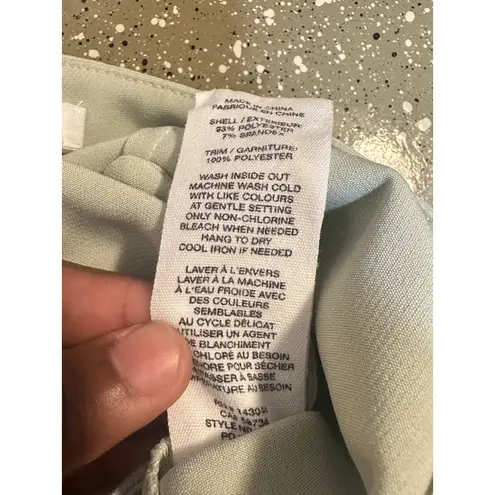 MADE IN CHINA
FABRIQUE EN CHINE
SHELL / EXTERIEUR:
93% POLYESTER
7% SPANDEX
TRIM / GARNITURE:
100% POLYESTER
WASH INSIDE OUT
MACHINE WASH COLD
WITH LIKE COLOURS
AT GENTLE SETTING
ONLY NON-CHLORINE
BLEACH WHEN NEEDED
HANG TO DRY
COOL IRON IF NEEDED
LAVER À L'ENVERS
LAVER À LA MACHINE
À L'EAU FROIDE AVEC
DES COULEURS
SEMBLABLES
AU CYCLE DÉLICAT
UTILISER UN AGENT
DE BLANCHIMENT
CHLORÉ AU BESOIN
POUR SÉCHER
À BASSE
AU BESOIN
STYLE